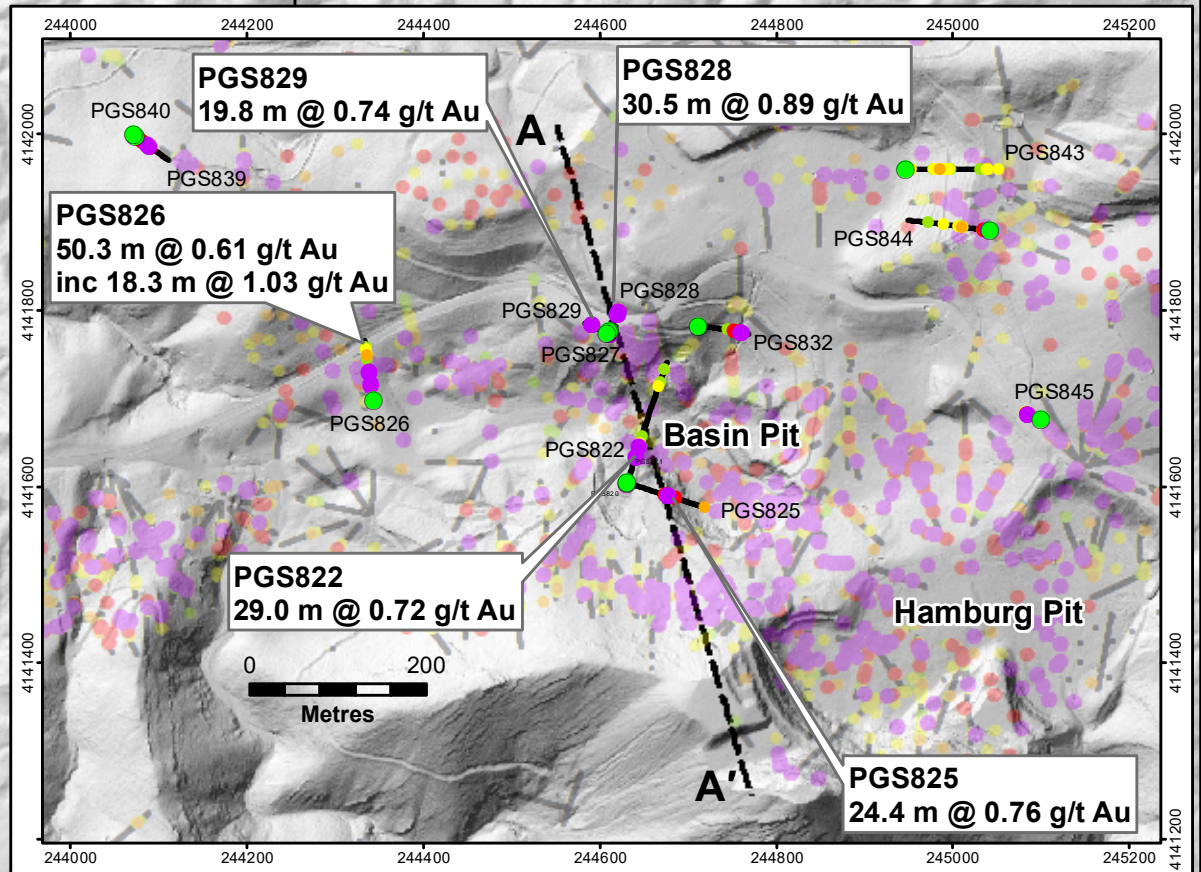 244000
244200
244400
244600
244800
245000
245200
PGS829
19.8 m @ 0.74 g/t Au
PGS828
30.5 m @ 0.89 g/t Au
PGS840
A
4142000
4142000
PGS843
PGS839
PGS826
50.3 m @ 0.61 g/t Au
inc 18.3 m @ 1.03 g/t Au
PGS844
4141800
4141800
PGS828
PGS829
PGS827
PGS832
PGS845
PGS826
Basin Pit
PGS822
4141600
4141600
PGS820
PGS825
PGS822
29.0 m @ 0.72 g/t Au
Hamburg Pit
4141400
4141400
0
200
Metres
A'
PGS825
24.4 m @ 0.76 g/t Au
4141200
244000
244200
244400
244600
244800
245000
245200